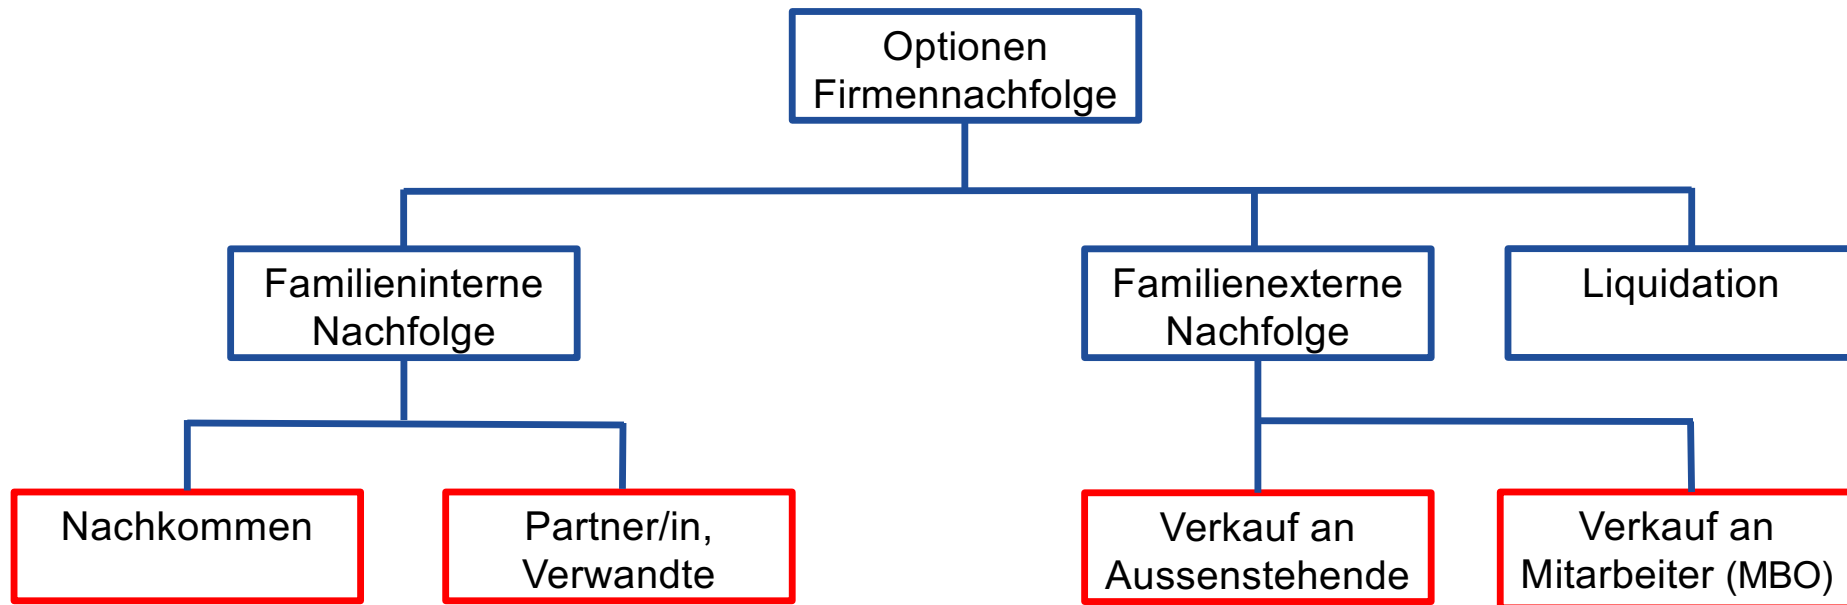 Optionen
Firmennachfolge
Familieninterne
Nachfolge
Familienexterne
Nachfolge
Liquidation
Nachkommen
Partner/in,
Verwandte
Verkauf an
Aussenstehende
Verkauf an
Mitarbeiter (MBO)